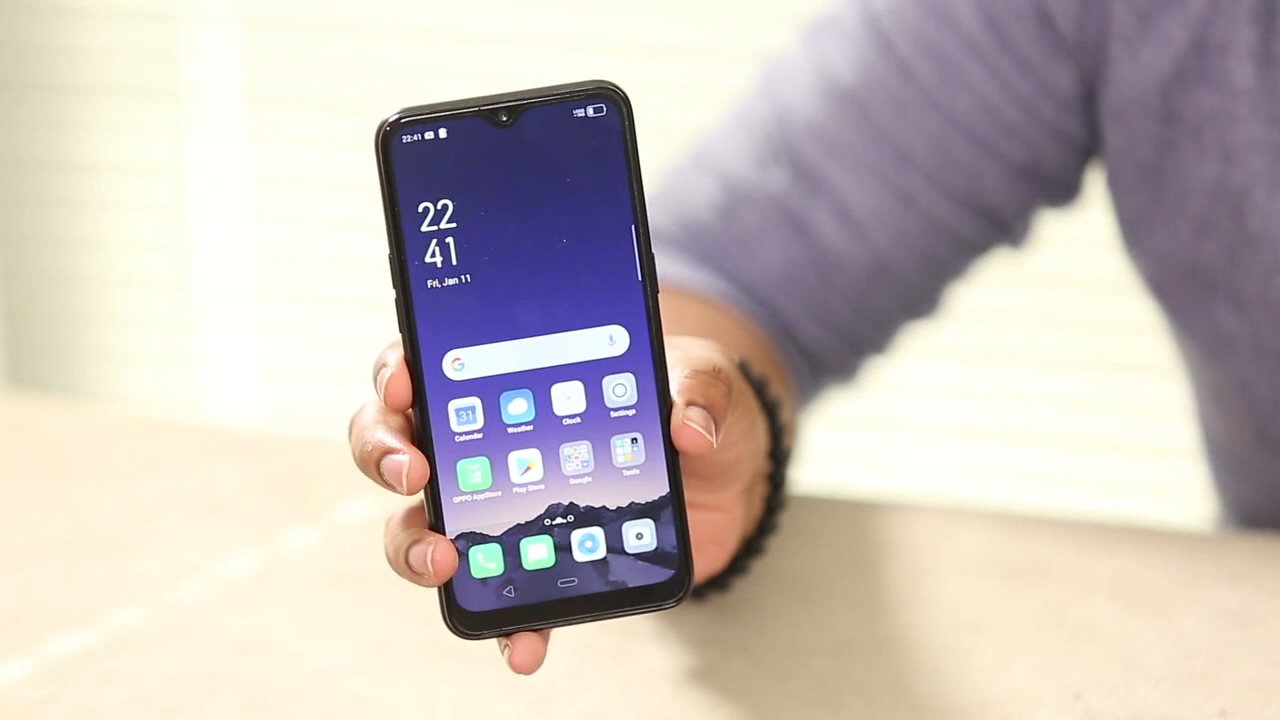 22:41
22
41
Fri, Jan 11
G
31
Calendar Weather Clock Settings
OPPO AppStore Play Store Google Tools